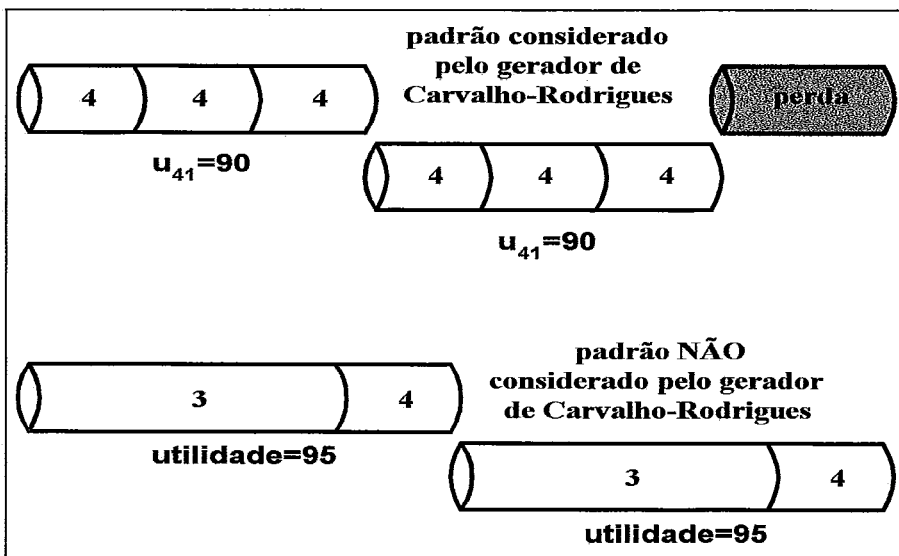 padrão considerado
pelo gerador de
Carvalho-Rodrigues
4 4 4
perda
u41=90
4 4 4
u41=90
padrão NÃO
considerado pelo gerador
de Carvalho-Rodrigues
3 4
utilidade=95
3 4
utilidade=95